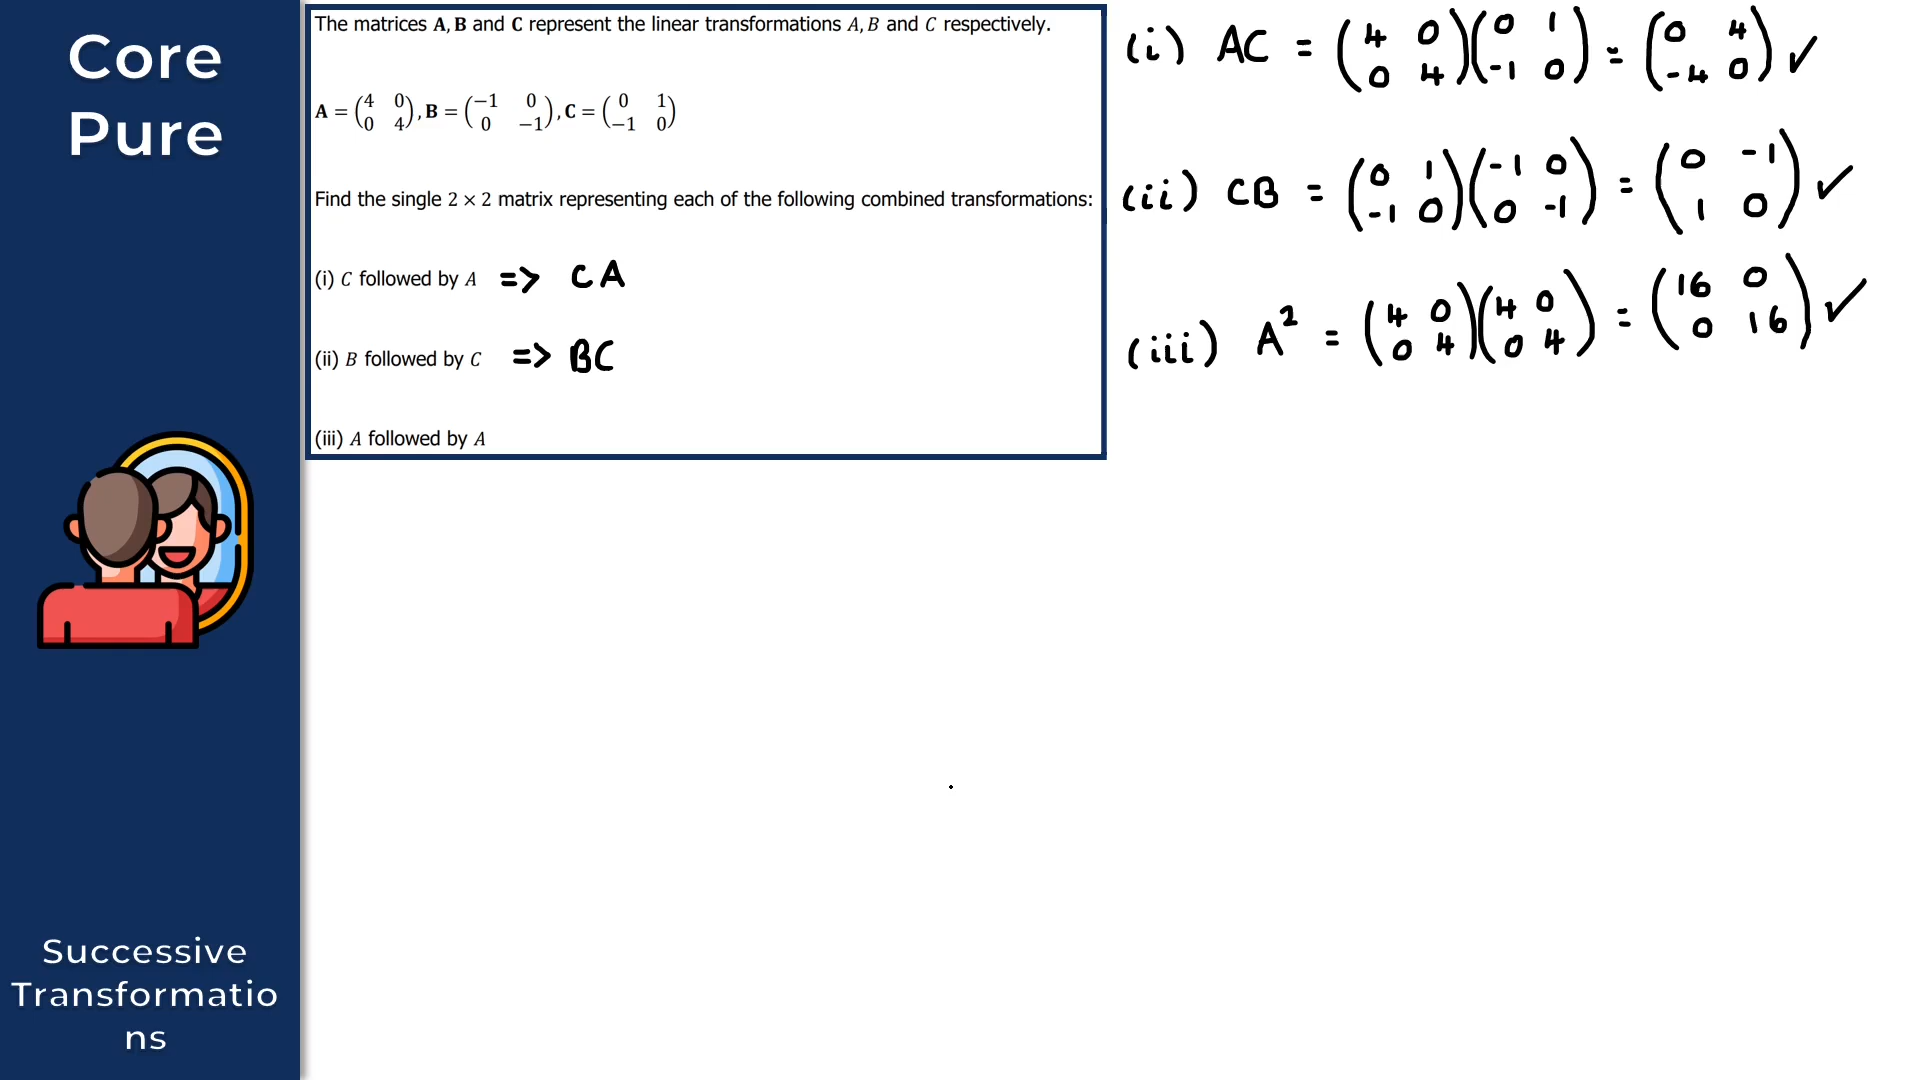 Core
Pure
The matrices A, B and C represent the linear transformations A, B and C respectively.
A = (4 0
0 4), B = (−1 0
0 −1), C = (0 1
−1 0)
Find the single 2 × 2 matrix representing each of the following combined transformations:
(i) C followed by A => CA
(ii) B followed by C => BC
(iii) A followed by A
(i) AC = (4 0
0 4)(0 1
-1 0) = (0 4
-4 0) ✓
(ii) CB = (0 1
-1 0)(-1 0
0 -1) = (0 -1
1 0) ✓
(iii) A² = (4 0
0 4)(4 0
0 4) = (16 0
0 16) ✓
Successive
Transformatio
ns